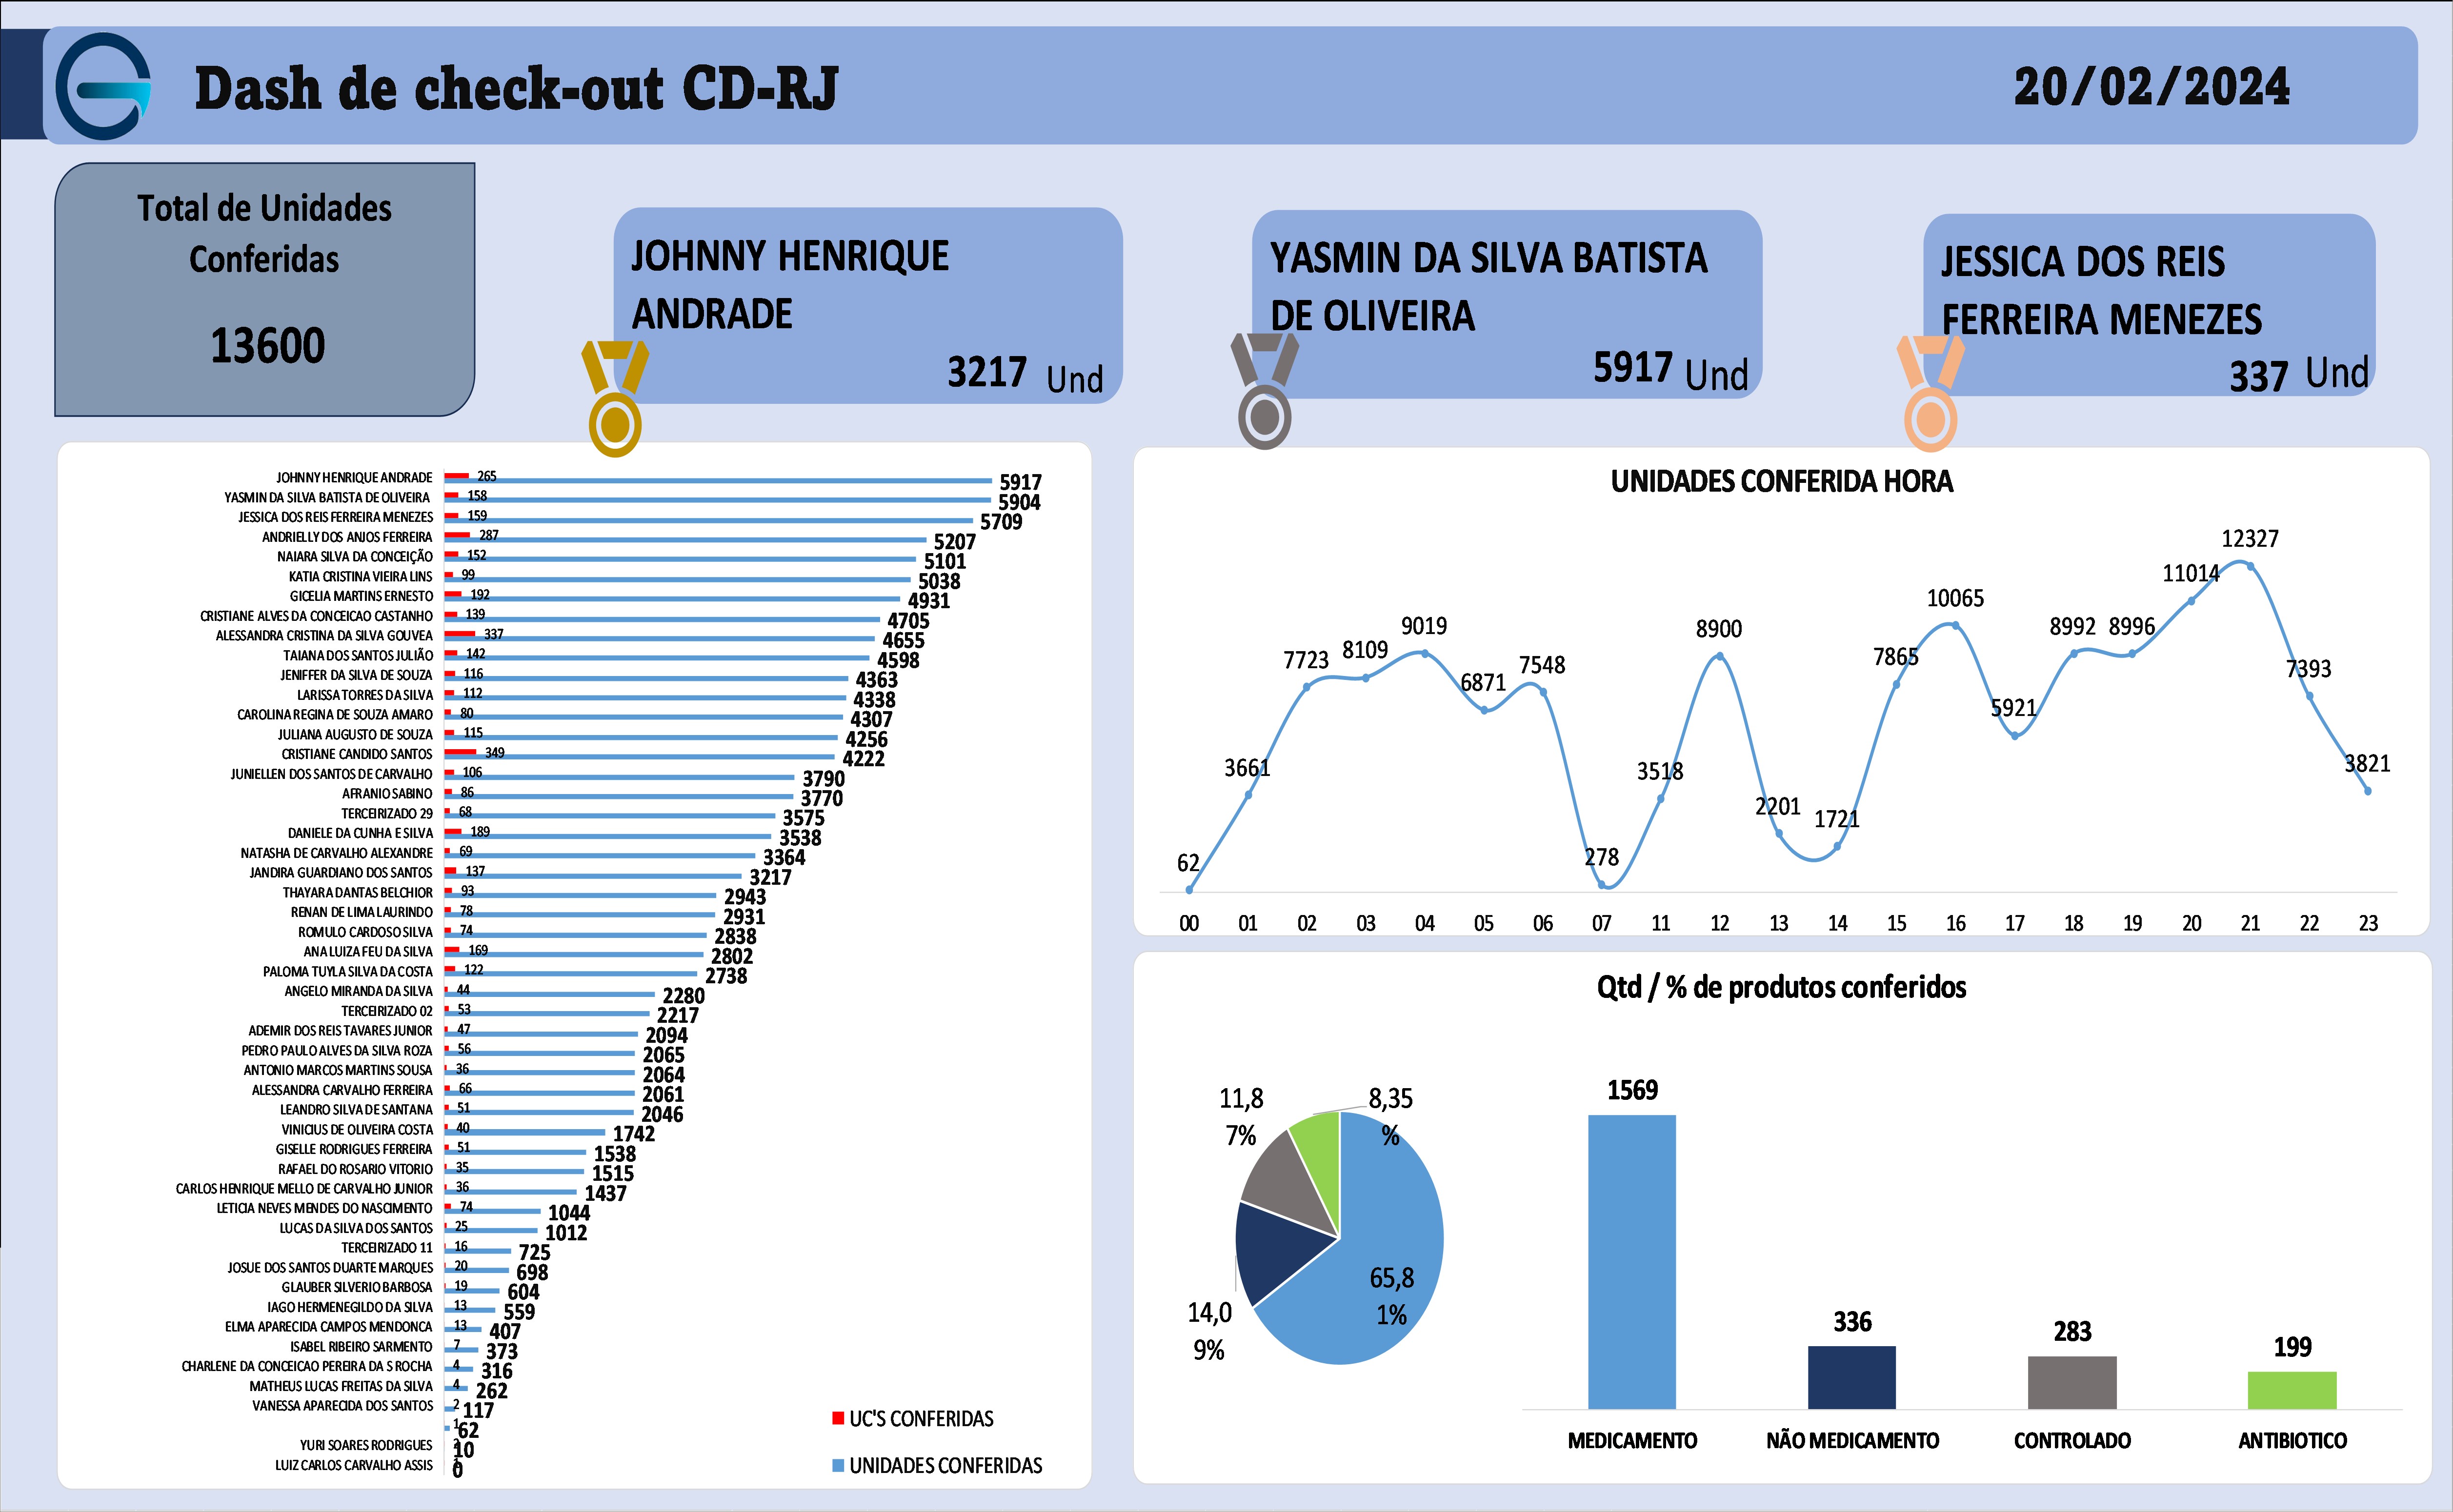 Dash de check-out CD-RJ
20/02/2024
Total de Unidades
Conferidas
13600
JOHNNY HENRIQUE
ANDRADE
3217 Und
YASMIN DA SILVA BATISTA
DE OLIVEIRA
5917 Und
JESSICA DOS REIS
FERREIRA MENEZES
337 Und
JOHNNY HENRIQUE ANDRADE 265 5917
YASMIN DA SILVA BATISTA DE OLIVEIRA 158 5904
JESSICA DOS REIS FERREIRA MENEZES 159 5709
ANDRIELLY DOS ANJOS FERREIRA 287 5207
NAIARA SILVA DA CONCEIÇÃO 152 5101
KATIA CRISTINA VIEIRA LINS 99 5038
GICELIA MARTINS ERNESTO 192 4931
CRISTIANE ALVES DA CONCEICAO CASTANHO 139 4705
ALESSANDRA CRISTINA DA SILVA GOUVEA 337 4655
TAIANA DOS SANTOS JULIÃO 142 4598
JENIFFER DA SILVA DE SOUZA 116 4363
LARISSA TORRES DA SILVA 112 4338
CAROLINA REGINA DE SOUZA AMARO 80 4307
JULIANA AUGUSTO DE SOUZA 115 4256
CRISTIANE CANDIDO SANTOS 349 4222
JUNIELLEN DOS SANTOS DE CARVALHO 106 3790
AFRANIO SABINO 86 3770
TERCEIRIZADO 29 68 3575
DANIELE DA CUNHA E SILVA 189 3538
NATASHA DE CARVALHO ALEXANDRE 69 3364
JANDIRA GUARDIANO DOS SANTOS 137 3217
THAYARA DANTAS BELCHIOR 93 2943
RENAN DE LIMA LAURINDO 78 2931
ROMULO CARDOSO SILVA 74 2838
ANA LUIZA FEU DA SILVA 169 2802
PALOMA TUYLA SILVA DA COSTA 122 2738
ANGELO MIRANDA DA SILVA 44 2280
TERCEIRIZADO 02 53 2217
ADEMIR DOS REIS TAVARES JUNIOR 47 2094
PEDRO PAULO ALVES DA SILVA ROZA 56 2065
ANTONIO MARCOS MARTINS SOUSA 36 2064
ALESSANDRA CARVALHO FERREIRA 66 2061
LEANDRO SILVA DE SANTANA 51 2046
VINICIUS DE OLIVEIRA COSTA 40 1742
GISELLE RODRIGUES FERREIRA 51 1538
RAFAEL DO ROSARIO VITORIO 35 1515
CARLOS HENRIQUE MELLO DE CARVALHO JUNIOR 36 1437
LETICIA NEVES MENDES DO NASCIMENTO 74 1044
LUCAS DA SILVA DOS SANTOS 25 1012
TERCEIRIZADO 11 16 725
JOSUE DOS SANTOS DUARTE MARQUES 20 698
GLAUBER SILVERIO BARBOSA 19 604
IAGO HERMENEGILDO DA SILVA 13 559
ELMA APARECIDA CAMPOS MENDONCA 13 407
ISABEL RIBEIRO SARMENTO 7 373
CHARLENE DA CONCEICAO PEREIRA DA S ROCHA 4 316
MATHEUS LUCAS FREITAS DA SILVA 4 262
VANESSA APARECIDA DOS SANTOS 2 117
1 62
YURI SOARES RODRIGUES 2 10
LUIZ CARLOS CARVALHO ASSIS 0
UC'S CONFERIDAS
UNIDADES CONFERIDAS
UNIDADES CONFERIDA HORA
62 3661 7723 8109 9019 6871 7548 278 3518 8900 2201 1721 7865 10065 5921 8992 8996 11014 12327 7393 3821
00 01 02 03 04 05 06 07 11 12 13 14 15 16 17 18 19 20 21 22 23
Qtd / % de produtos conferidos
11,8
7%
8,35
%
65,8
1%
14,0
9%
1569 336 283 199
MEDICAMENTO NÃO MEDICAMENTO CONTROLADO ANTIBIOTICO